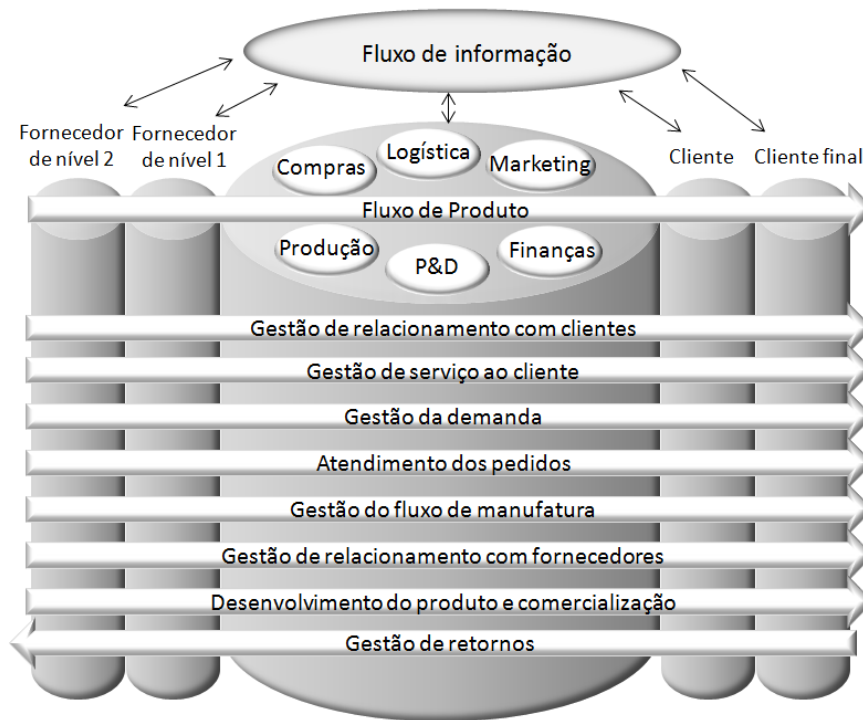 Fluxo de informação
Fornecedor
de nível 2
Fornecedor
de nível 1
Compras
Logística
Marketing
Cliente
Cliente final
Fluxo de Produto
Produção
P&D
Finanças
Gestão de relacionamento com clientes
Gestão de serviço ao cliente
Gestão da demanda
Atendimento dos pedidos
Gestão do fluxo de manufatura
Gestão de relacionamento com fornecedores
Desenvolvimento do produto e comercialização
Gestão de retornos